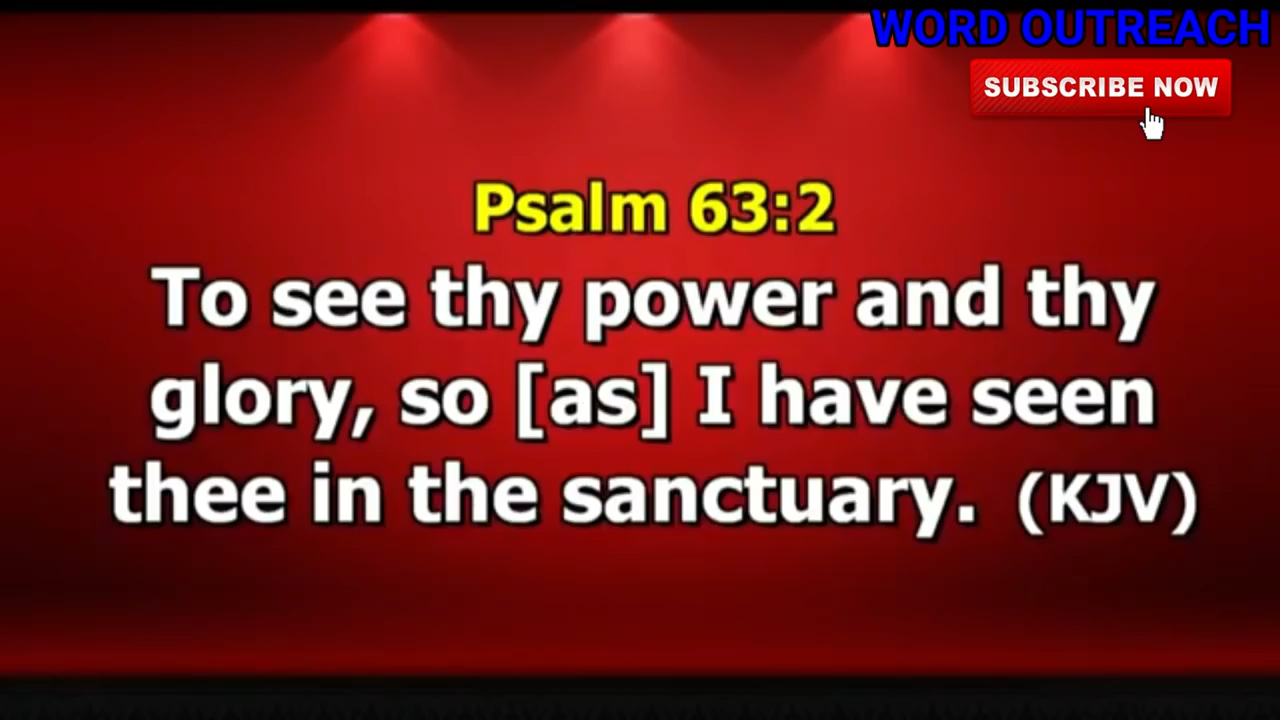 WORD OUTREACH
SUBSCRIBE NOW
Psalm 63:2
To see thy power and thy
glory, so [as] I have seen
thee in the sanctuary. (KJV)